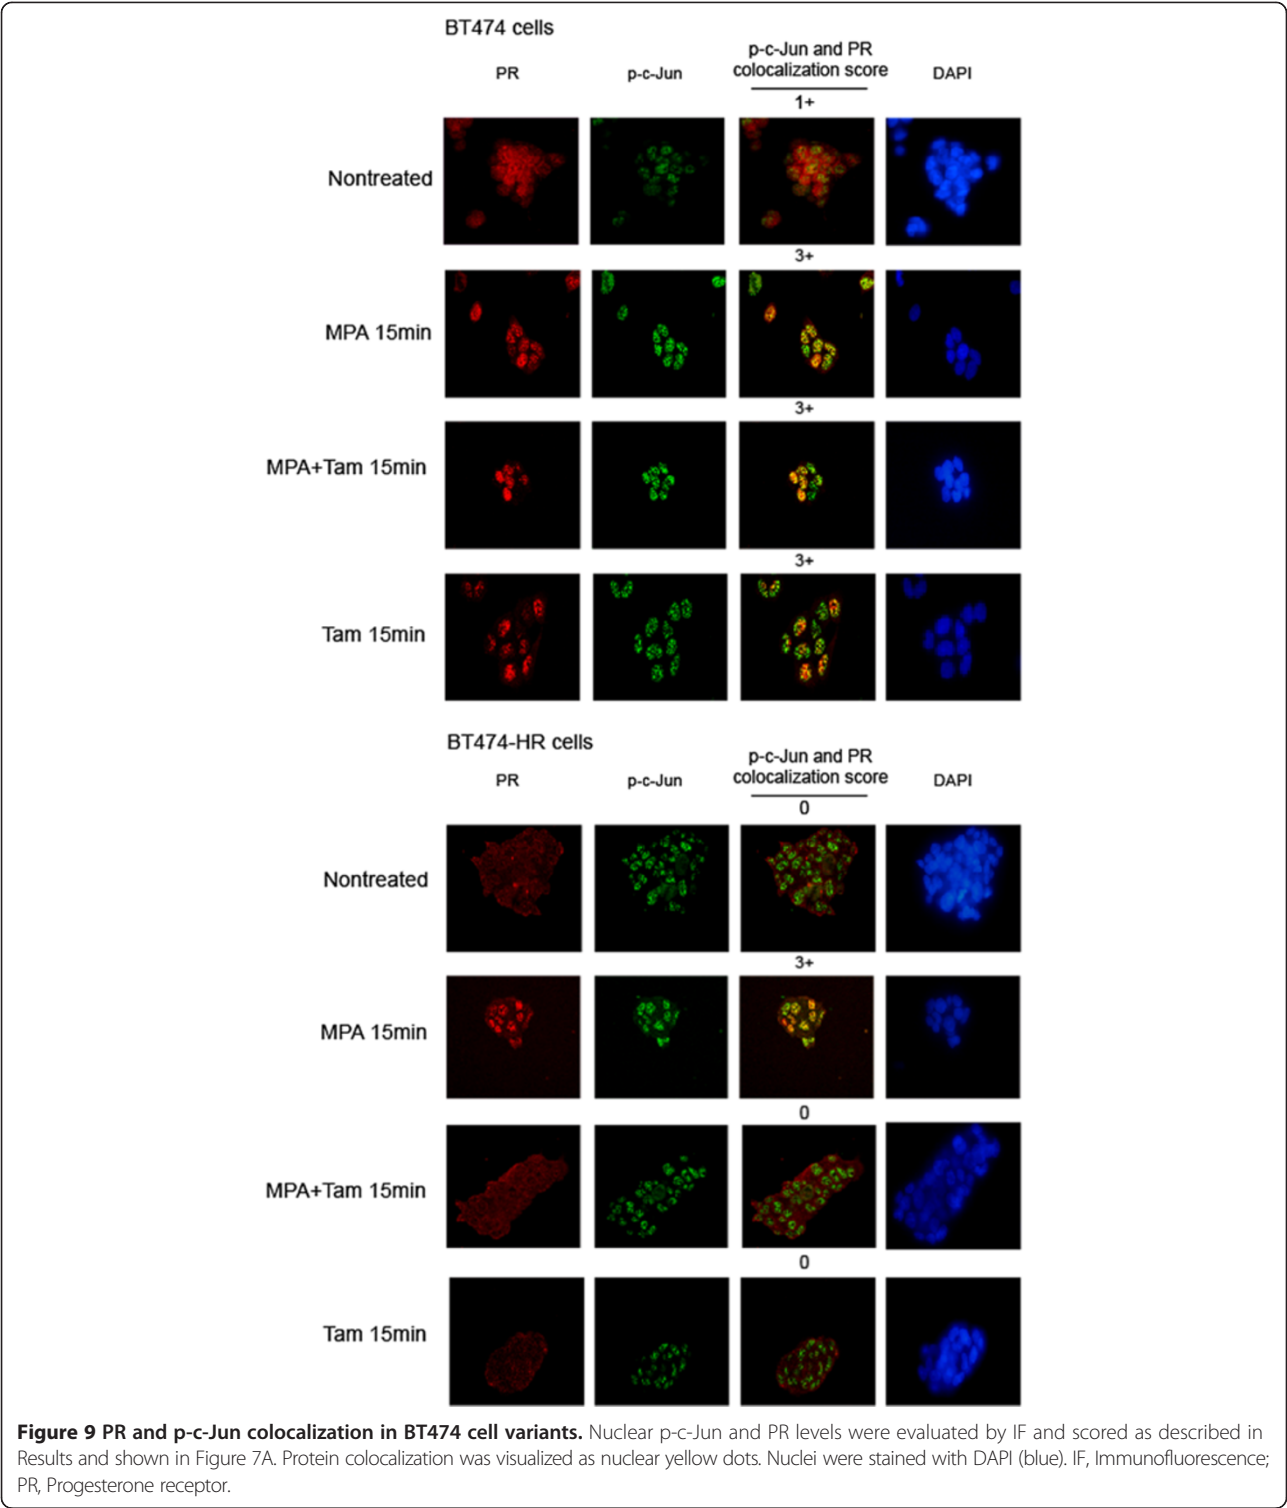 BT474 cells
PR
p-c-Jun
p-c-Jun and PR
colocalization score
DAPI
1+
Nontreated
3+
MPA 15min
3+
MPA+Tam 15min
3+
Tam 15min
BT474-HR cells
PR
p-c-Jun
p-c-Jun and PR
colocalization score
DAPI
0
Nontreated
3+
MPA 15min
0
MPA+Tam 15min
0
Tam 15min
Figure 9 PR and p-c-Jun colocalization in BT474 cell variants. Nuclear p-c-Jun and PR levels were evaluated by IF and scored as described in
Results and shown in Figure 7A. Protein colocalization was visualized as nuclear yellow dots. Nuclei were stained with DAPI (blue). IF, Immunofluorescence;
PR, Progesterone receptor.